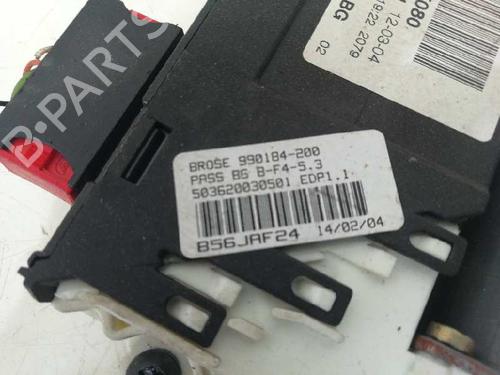 080.
12-03-04
19/22 2079
BG
02
BROSE 990184-200
PASS BG B-F4-5.3
503620030501 EDP1.1.
B56JAF24 14/02/04